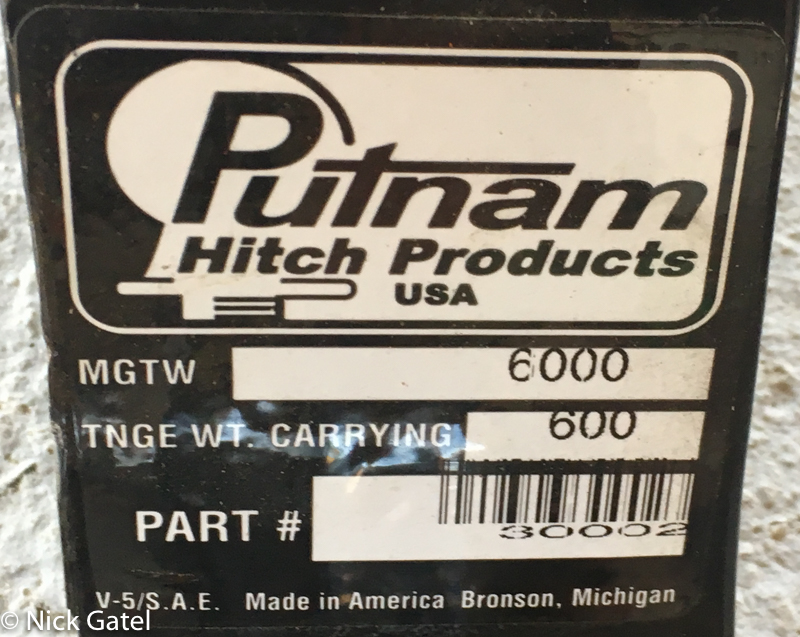 Putnam
Hitch Products
USA
MGTW 6000
TNGE WT. CARRYING 600
PART # 30002
V-5/S.A.E. Made in America Bronson, Michigan
© Nick Gatel